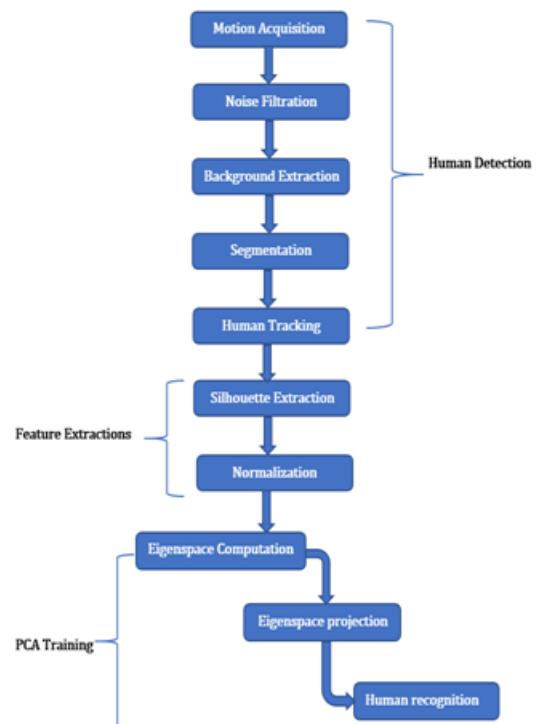 Motion Acquisition
Noise Filtration
Background Extraction
Human Detection
Segmentation
Human Tracking
Silhouette Extraction
Feature Extractions
Normalization
Eigenspace Computation
Eigenspace projection
PCA Training
Human recognition